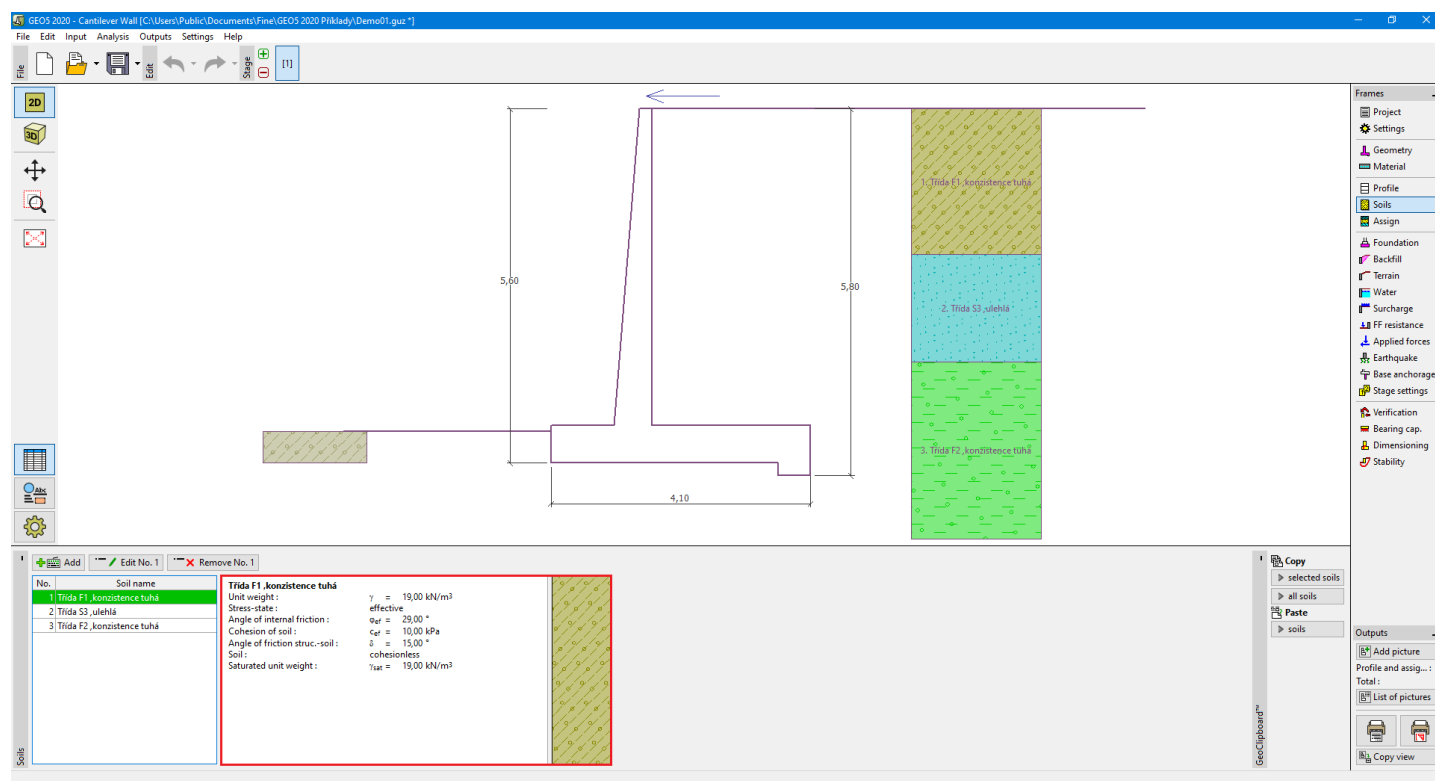 GEO5 2020 - Cantilever Wall [C:\Users\Public\Documents\Fine\GEO5 2020 Příklady\Demo01.guz *]
File Edit Input Analysis Outputs Settings Help
File
Edit
Stage
[1]
2D
3D
Abc
5,60
5,80
4,10
1. Třída F1 ,konzistence tuhá
2. Třída S3 ,ulehlá
3. Třída F2 ,konzistence tuhá
Frames
Project
Settings
Geometry
Material
Profile
Soils
Assign
Foundation
Backfill
Terrain
Water
Surcharge
FF resistance
Applied forces
Earthquake
Base anchorage
Stage settings
Verification
Bearing cap.
Dimensioning
Stability
Add Edit No. 1 Remove No. 1
No. Soil name
1 Třída F1 ,konzistence tuhá
2 Třída S3 ,ulehlá
3 Třída F2 ,konzistence tuhá
Třída F1 ,konzistence tuhá
Unit weight : γ = 19,00 kN/m³
Stress-state : effective
Angle of internal friction : φef = 29,00 °
Cohesion of soil : cef = 10,00 kPa
Angle of friction struc.-soil : δ = 15,00 °
Soil : cohesionless
Saturated unit weight : γsat = 19,00 kN/m³
Soils
GeoClipboard™
Copy
selected soils
all soils
Paste
soils
Outputs
Add picture
Profile and assig... :
Total :
List of pictures
Copy view